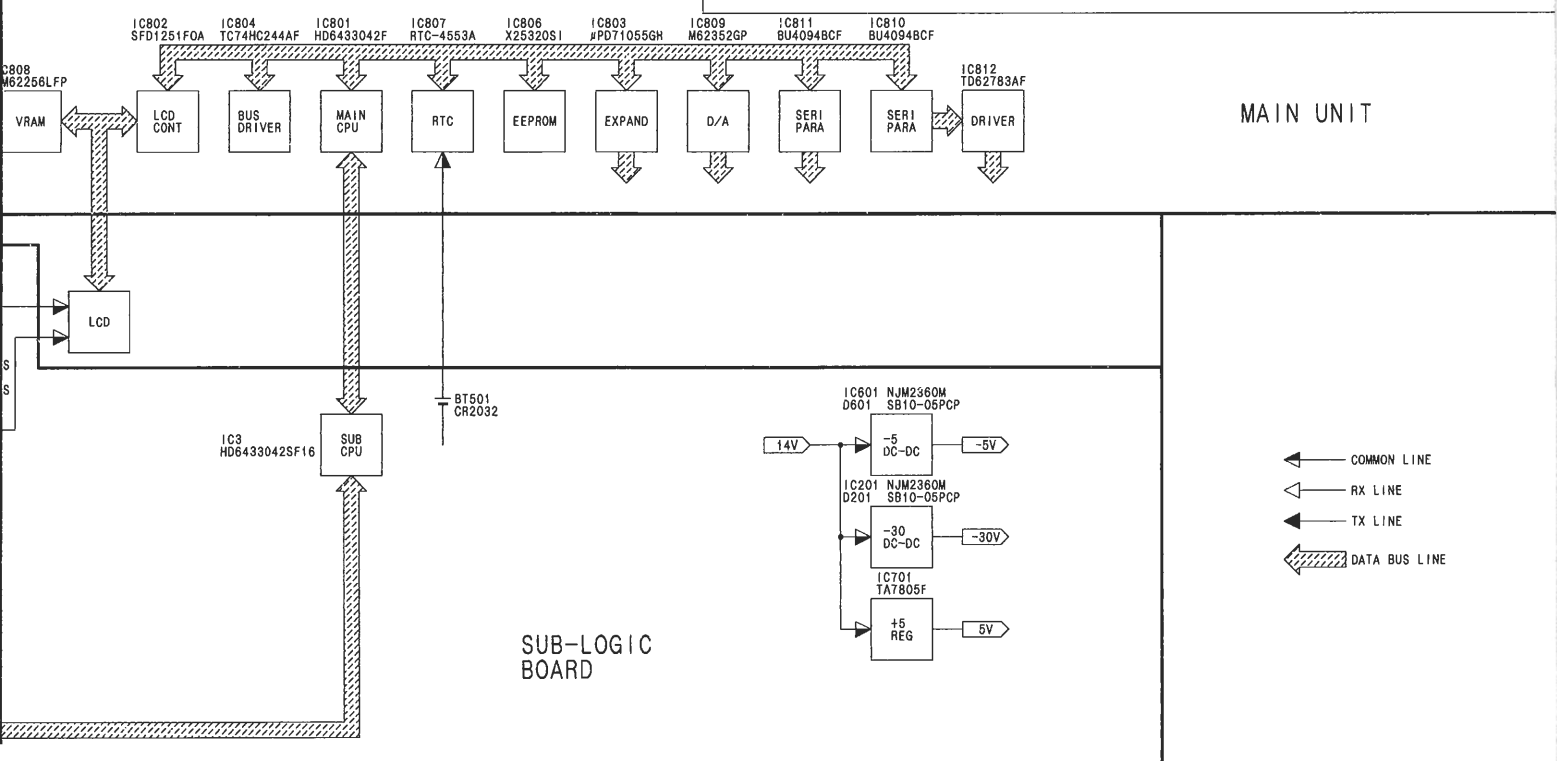 IC802
SFD1251F0A
IC804
TC74HC244AF
IC801
HD6433042F
IC807
RTC-4553A
IC806
X25320SI
IC803
μPD71055GH
IC809
M62352GP
IC811
BU4094BCF
IC810
BU4094BCF
C808
M62256LFP
IC812
TD62783AF
VRAM
LCD
CONT
BUS
DRIVER
MAIN
CPU
RTC
EEPROM
EXPAND
D/A
SERI
PARA
SERI
PARA
DRIVER
MAIN UNIT
LCD
S
S
BT501
CR2032
IC3
HD6433042SF16
SUB
CPU
IC601 NJM2360M
D601 SB10-05PCP
14V
-5
DC-DC
-5V
IC201 NJM2360M
D201 SB10-05PCP
-30
DC-DC
-30V
IC701
TA7805F
+5
REG
5V
SUB-LOGIC
BOARD
COMMON LINE
RX LINE
TX LINE
DATA BUS LINE